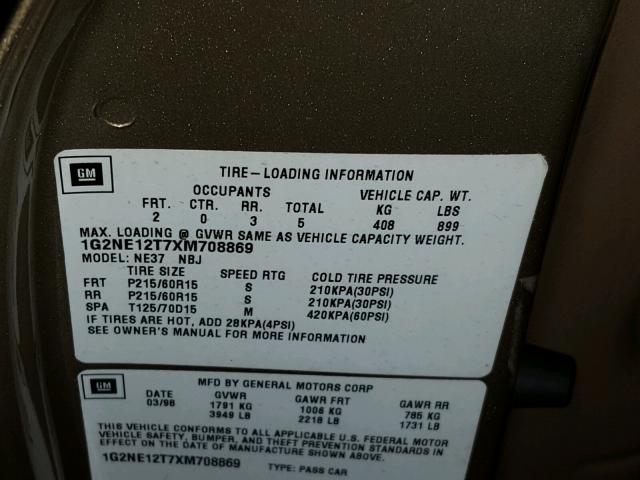 GM
TIRE-LOADING INFORMATION
OCCUPANTS VEHICLE CAP. WT.
FRT. CTR. RR. TOTAL KG LBS
2 0 3 5 408 899
MAX. LOADING @ GVWR SAME AS VEHICLE CAPACITY WEIGHT.
1G2NE12T7XM708869
MODEL: NE37 NBJ
TIRE SIZE SPEED RTG COLD TIRE PRESSURE
FRT P215/60R15 S 210KPA(30PSI)
RR P215/60R15 S 210KPA(30PSI)
SPA T125/70D15 M 420KPA(60PSI)
IF TIRES ARE HOT, ADD 28KPA(4PSI)
SEE OWNER'S MANUAL FOR MORE INFORMATION
GM
MFD BY GENERAL MOTORS CORP
DATE GVWR GAWR FRT GAWR RR
03/98 1791 KG 1006 KG 785 KG
3949 LB 2218 LB 1731 LB
THIS VEHICLE CONFORMS TO ALL APPLICABLE U.S. FEDERAL MOTOR
VEHICLE SAFETY, BUMPER, AND THEFT PREVENTION STANDARDS IN
EFFECT ON THE DATE OF MANUFACTURE SHOWN ABOVE.
1G2NE12T7XM708869
TYPE: PASS CAR